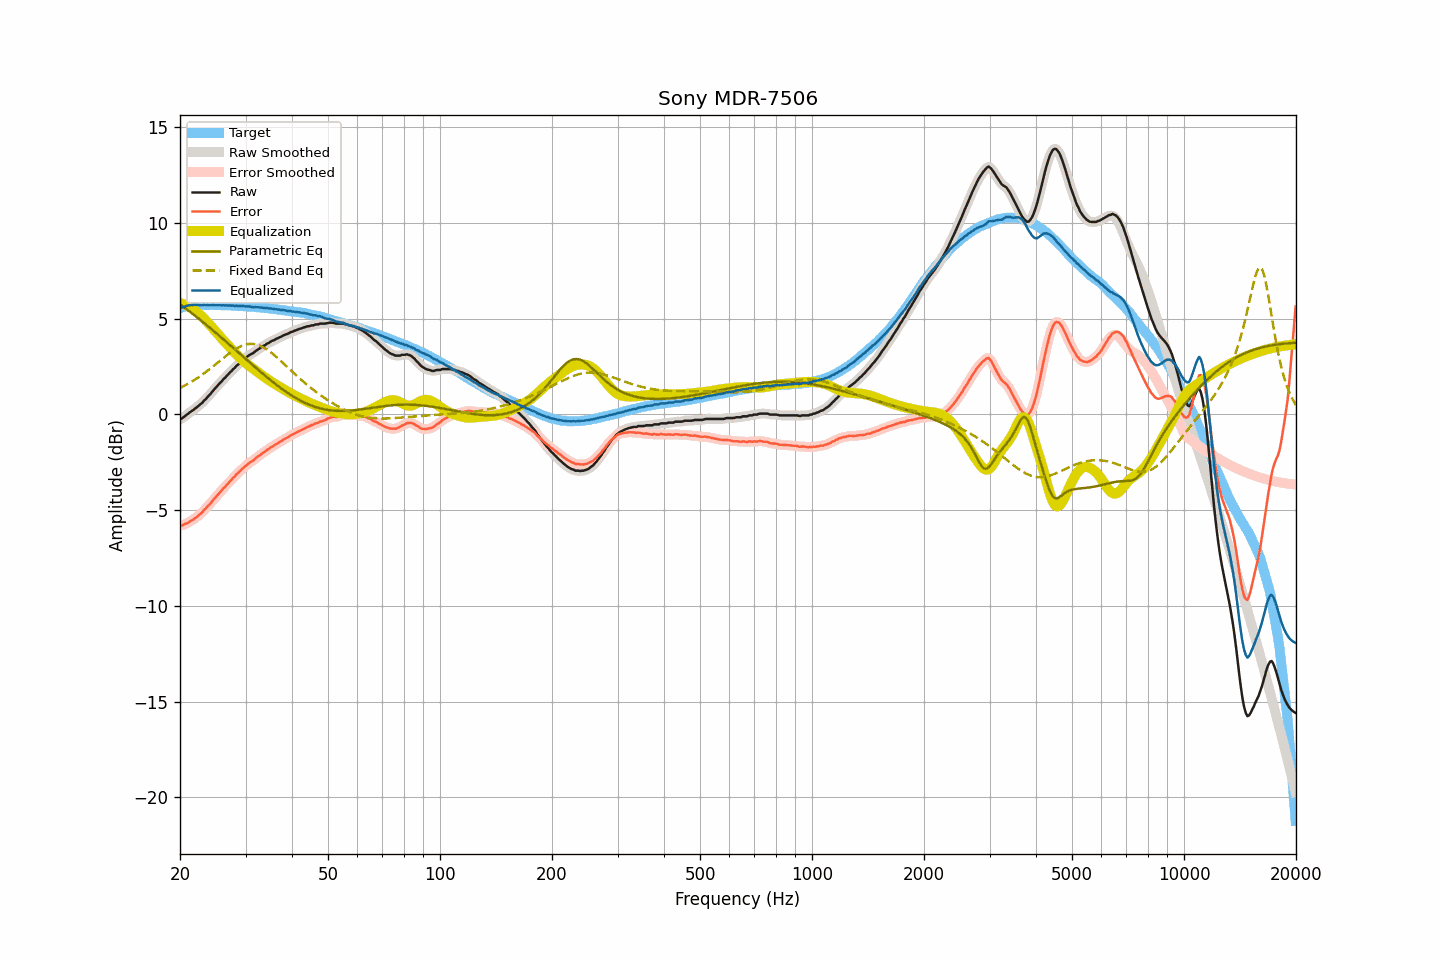 Sony MDR-7506
Target
Raw Smoothed
Error Smoothed
Raw
Error
Equalization
Parametric Eq
Fixed Band Eq
Equalized
15
10
5
0
−5
−10
−15
−20
Amplitude (dBr)
20 50 100 200 500 1000 2000 5000 10000 20000
Frequency (Hz)